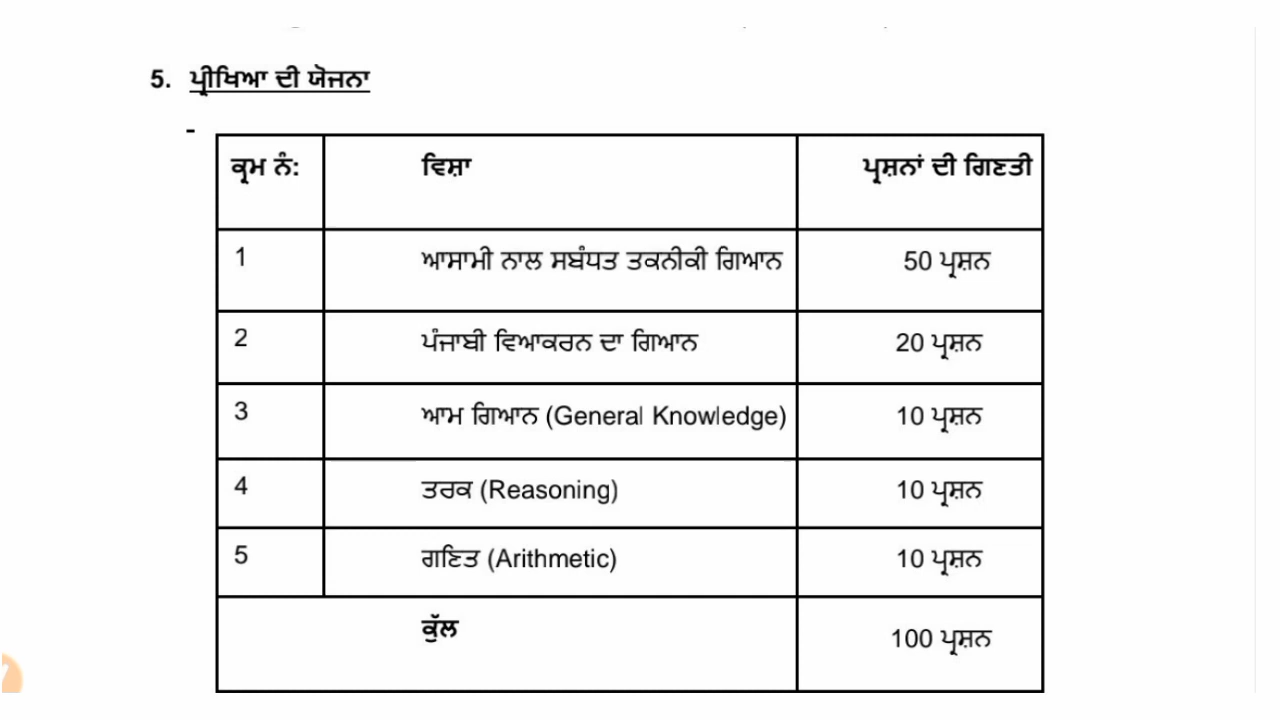 5. ਪ੍ਰੀਖਿਆ ਦੀ ਯੋਜਨਾ
-
ਕ੍ਰਮ ਨੰ: ਵਿਸ਼ਾ ਪ੍ਰਸ਼ਨਾਂ ਦੀ ਗਿਣਤੀ
1 ਆਸਾਮੀ ਨਾਲ ਸਬੰਧਤ ਤਕਨੀਕੀ ਗਿਆਨ 50 ਪ੍ਰਸ਼ਨ
2 ਪੰਜਾਬੀ ਵਿਆਕਰਨ ਦਾ ਗਿਆਨ 20 ਪ੍ਰਸ਼ਨ
3 ਆਮ ਗਿਆਨ (General Knowledge) 10 ਪ੍ਰਸ਼ਨ
4 ਤਰਕ (Reasoning) 10 ਪ੍ਰਸ਼ਨ
5 ਗਣਿਤ (Arithmetic) 10 ਪ੍ਰਸ਼ਨ
ਕੁੱਲ 100 ਪ੍ਰਸ਼ਨ